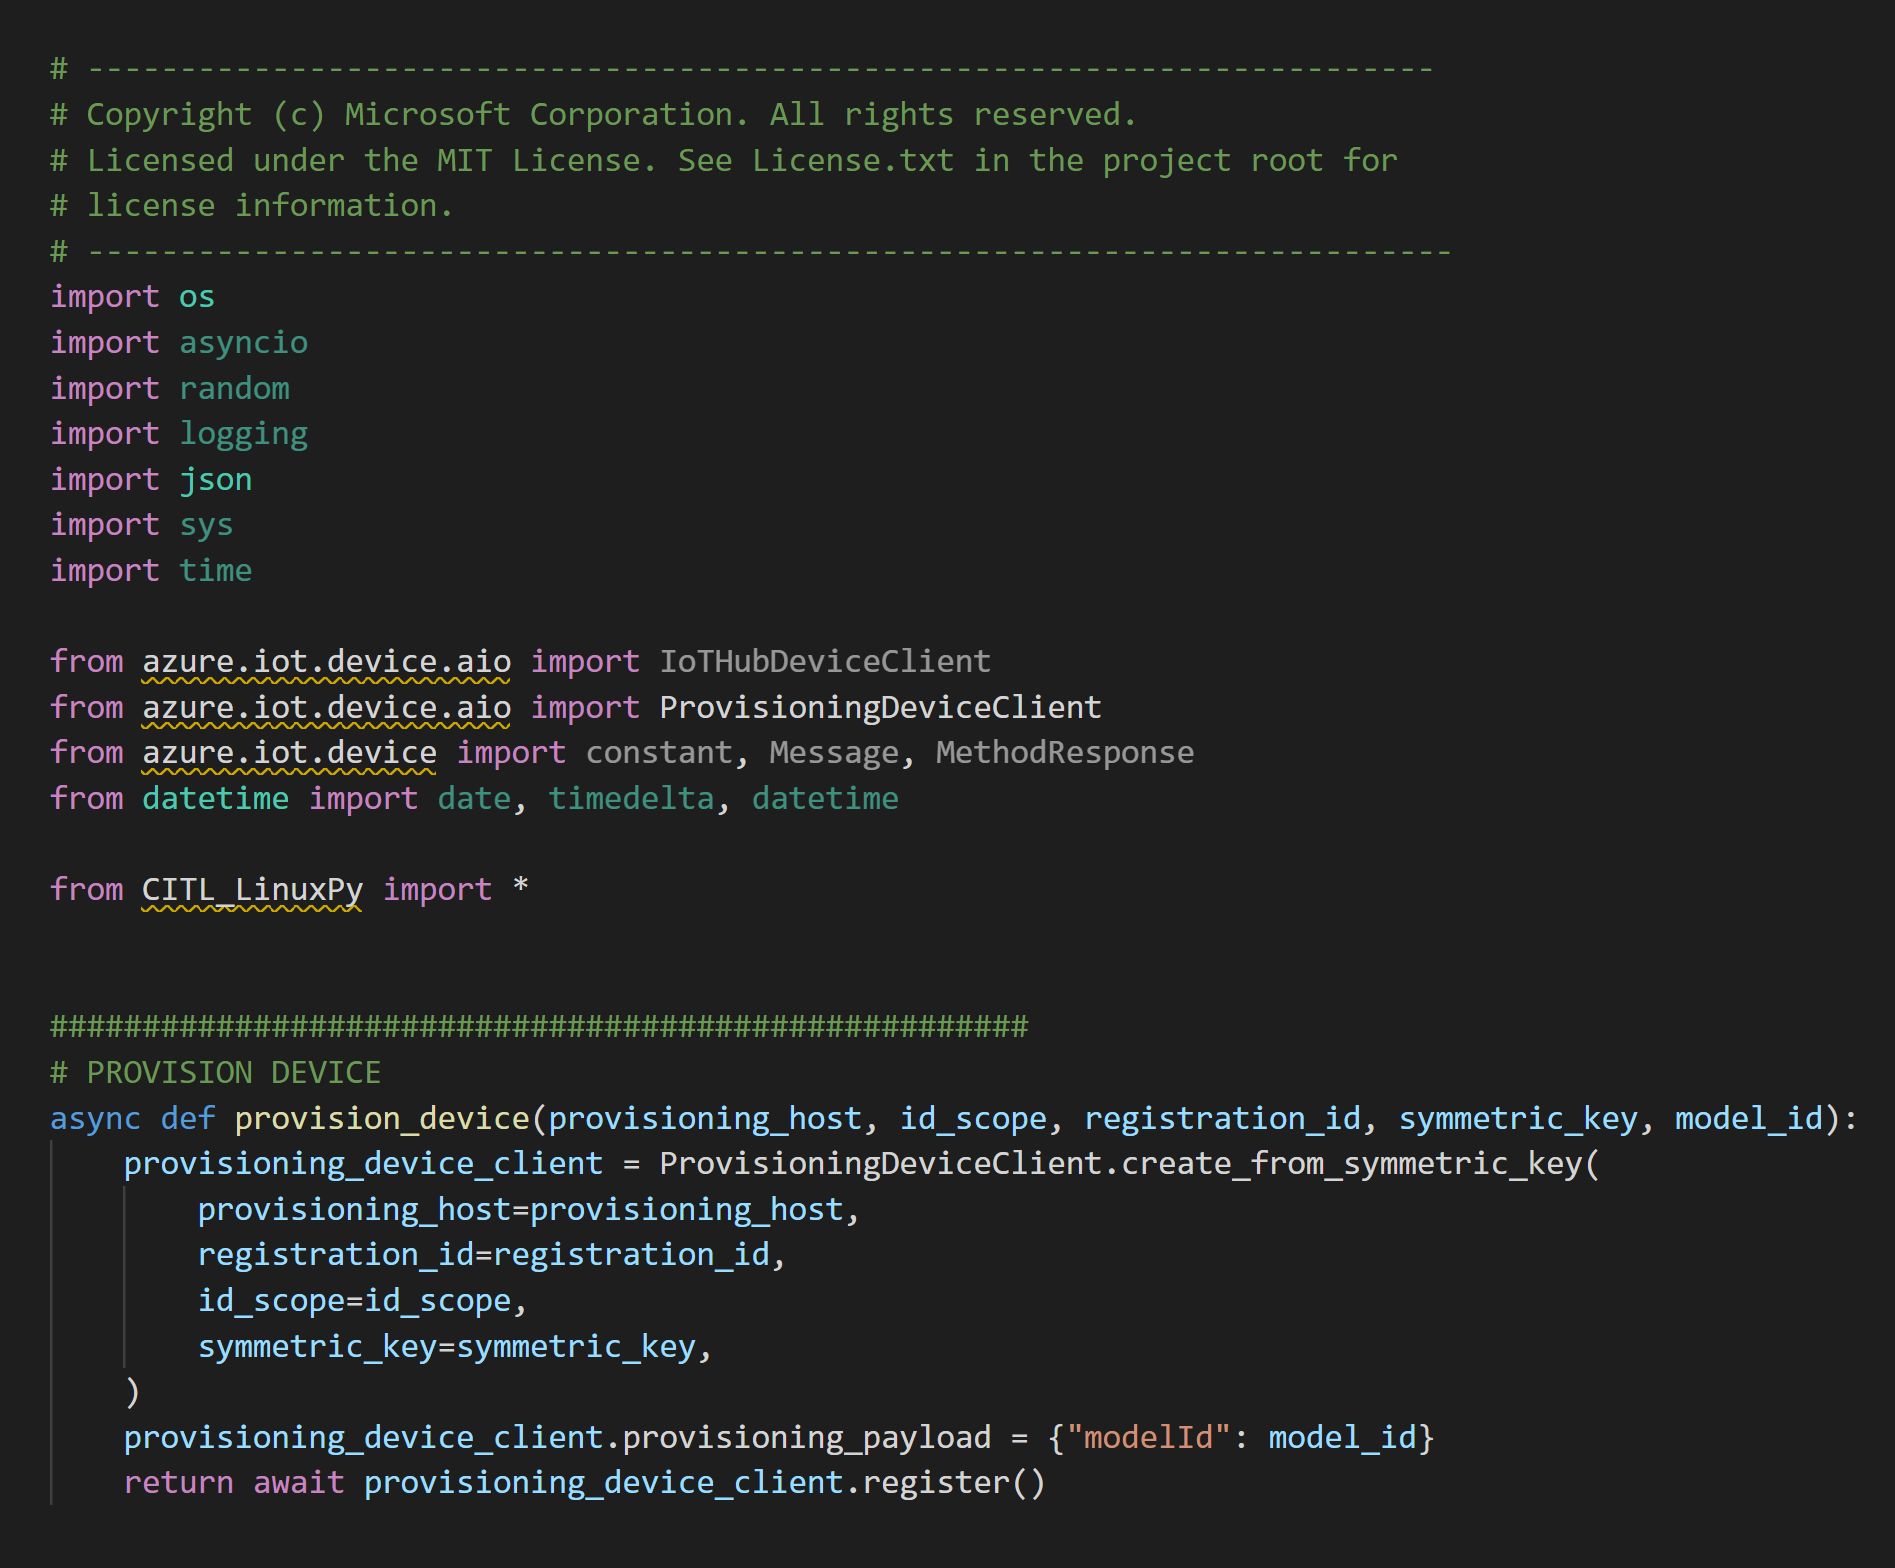 # -------------------------------------------------------------------------
# Copyright (c) Microsoft Corporation. All rights reserved.
# Licensed under the MIT License. See License.txt in the project root for
# license information.
# --------------------------------------------------------------------------
import os
import asyncio
import random
import logging
import json
import sys
import time

from azure.iot.device.aio import IoTHubDeviceClient
from azure.iot.device.aio import ProvisioningDeviceClient
from azure.iot.device import constant, Message, MethodResponse
from datetime import date, timedelta, datetime

from CITL_LinuxPy import *


#####################################################
# PROVISION DEVICE
async def provision_device(provisioning_host, id_scope, registration_id, symmetric_key, model_id):
    provisioning_device_client = ProvisioningDeviceClient.create_from_symmetric_key(
        provisioning_host=provisioning_host,
        registration_id=registration_id,
        id_scope=id_scope,
        symmetric_key=symmetric_key,
    )
    provisioning_device_client.provisioning_payload = {"modelId": model_id}
    return await provisioning_device_client.register()